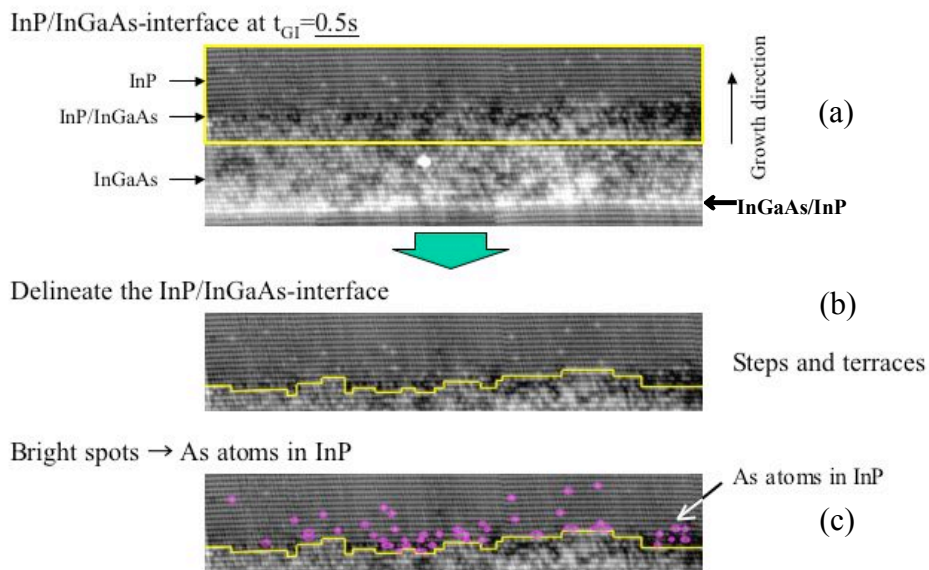 InP/InGaAs-interface at tGI=0.5s
InP
InP/InGaAs
InGaAs
Growth direction
(a)
InGaAs/InP
Delineate the InP/InGaAs-interface
(b)
Steps and terraces
Bright spots → As atoms in InP
As atoms in InP
(c)